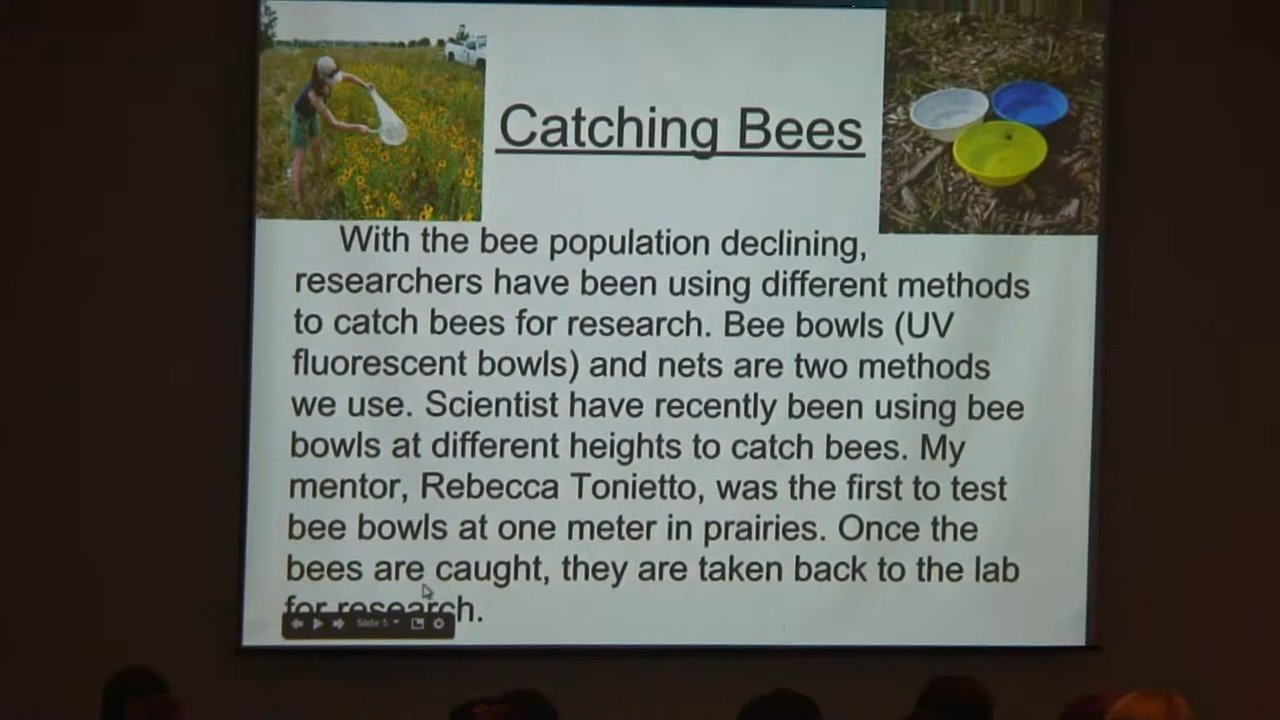 Catching Bees
With the bee population declining,
researchers have been using different methods
to catch bees for research. Bee bowls (UV
fluorescent bowls) and nets are two methods
we use. Scientist have recently been using bee
bowls at different heights to catch bees. My
mentor, Rebecca Tonietto, was the first to test
bee bowls at one meter in prairies. Once the
bees are caught, they are taken back to the lab
for research.
Slide 5